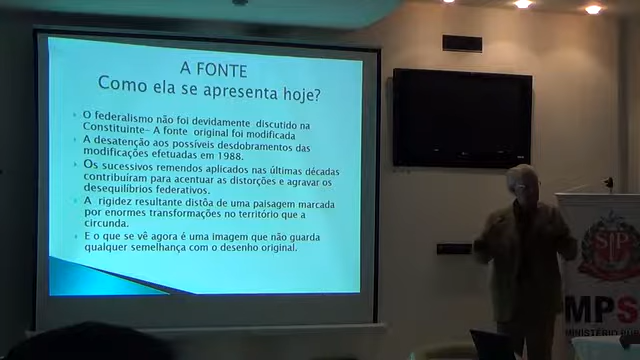 A FONTE
Como ela se apresenta hoje?
O federalismo não foi devidamente discutido na
Constituinte- A fonte original foi modificada
A desatenção aos possíveis desdobramentos das
modificações efetuadas em 1988.
Os sucessivos remendos aplicados nas últimas décadas
contribuíram para acentuar as distorções e agravar os
desequilíbrios federativos.
A rigidez resultante distôa de uma paisagem marcada
por enormes transformações no território que a
circunda.
E o que se vê agora é uma imagem que não guarda
qualquer semelhança com o desenho original.
SP
MPS
MINISTÉRIO PÚB